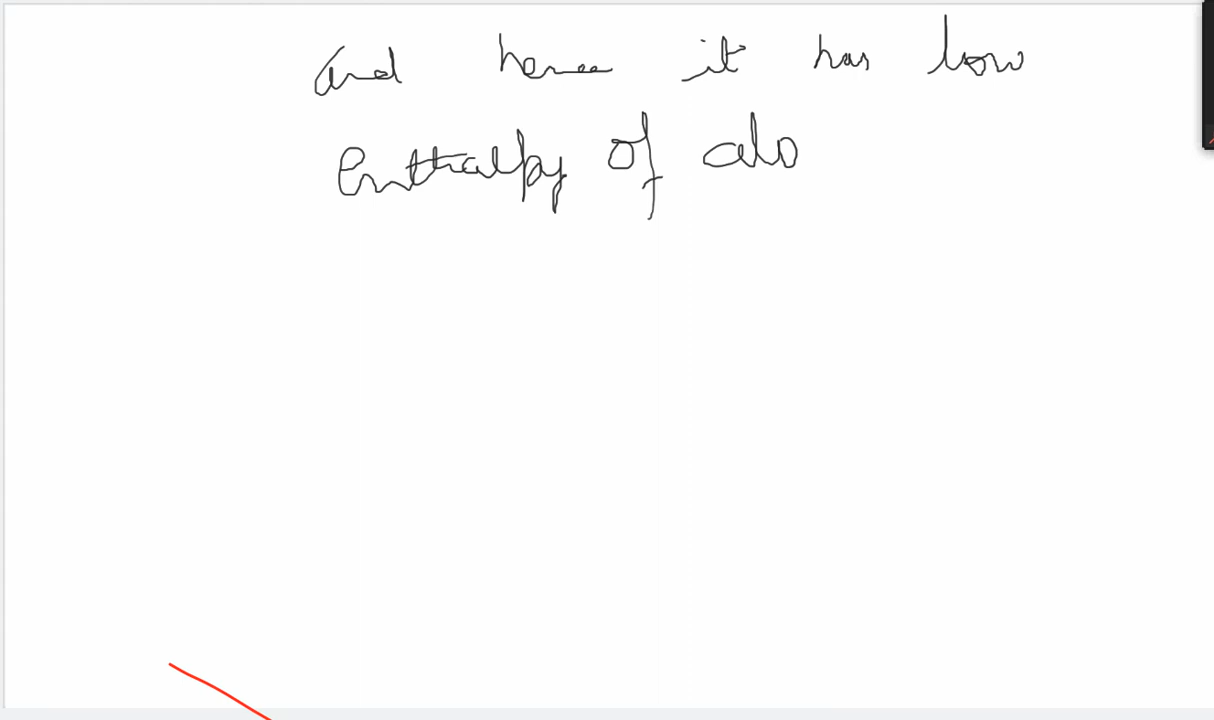 and hence it has low
enthalpy of